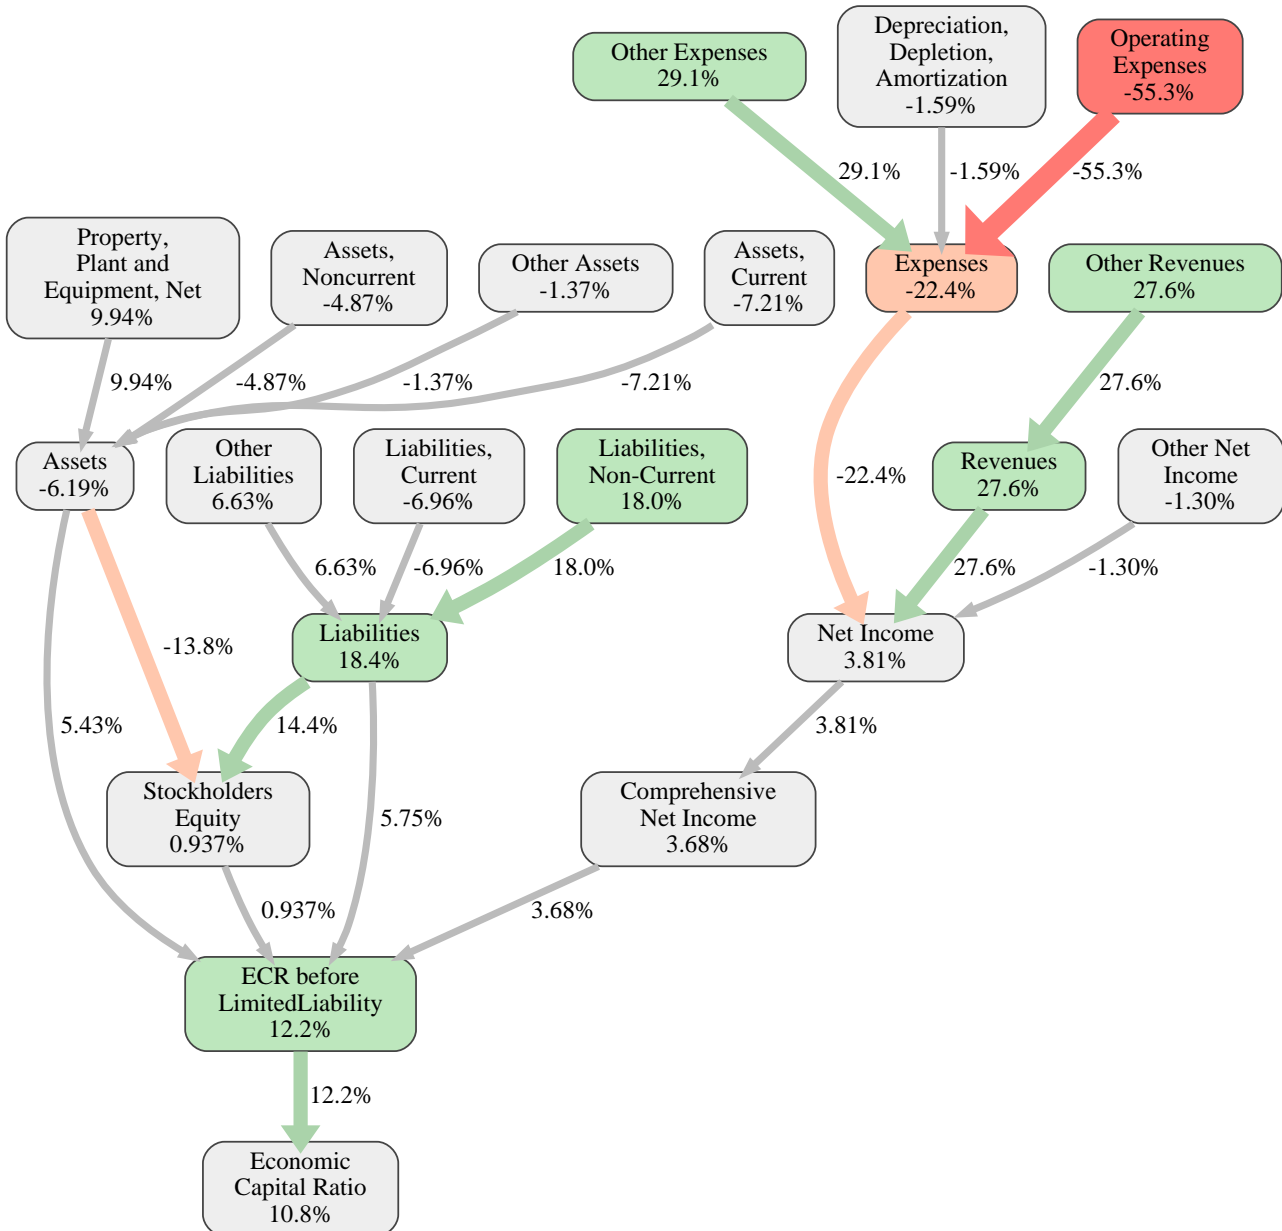 Other Expenses
29.1%
Depreciation,
Depletion,
Amortization
-1.59%
Operating
Expenses
-55.3%
29.1%
-1.59%
-55.3%
Property,
Plant and
Equipment, Net
9.94%
Assets,
Noncurrent
-4.87%
Other Assets
-1.37%
Assets,
Current
-7.21%
Expenses
-22.4%
Other Revenues
27.6%
9.94%
-4.87%
-1.37%
-7.21%
27.6%
Assets
-6.19%
Other
Liabilities
6.63%
Liabilities,
Current
-6.96%
Liabilities,
Non-Current
18.0%
-22.4%
Revenues
27.6%
Other Net
Income
-1.30%
6.63%
-6.96%
18.0%
27.6%
-1.30%
-13.8%
Liabilities
18.4%
Net Income
3.81%
5.43%
14.4%
3.81%
Stockholders
Equity
0.937%
5.75%
Comprehensive
Net Income
3.68%
0.937%
3.68%
ECR before
LimitedLiability
12.2%
12.2%
Economic
Capital Ratio
10.8%